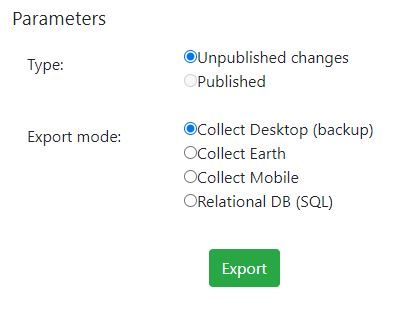 Parameters
Type:
Unpublished changes
Published
Export mode:
Collect Desktop (backup)
Collect Earth
Collect Mobile
Relational DB (SQL)
Export